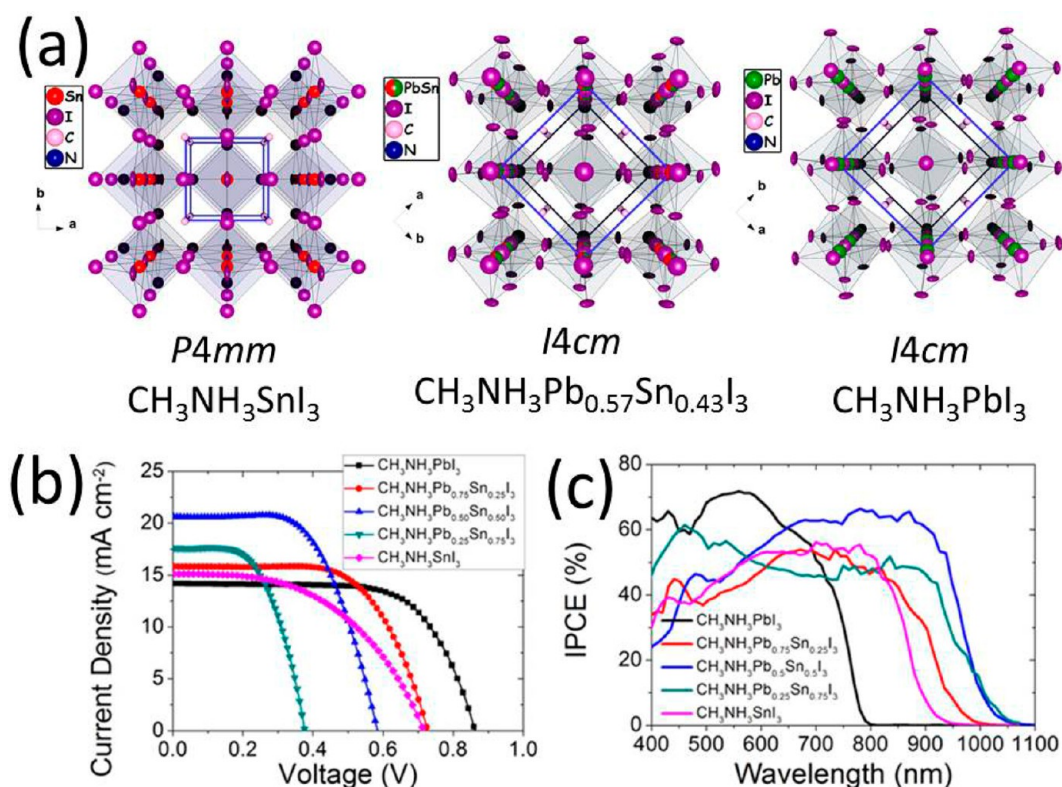 (a)
Sn
I
C
N
b
a
PbSn
I
C
N
a
b
Pb
I
C
N
b
a
P4mm
CH₃NH₃SnI₃
I4cm
CH₃NH₃Pb₀.₅₇Sn₀.₄₃I₃
I4cm
CH₃NH₃PbI₃
(b)
Current Density (mA cm⁻²)
25
20
15
10
5
0
0.0
0.2
0.4
0.6
0.8
1.0
Voltage (V)
CH₃NH₃PbI₃
CH₃NH₃Pb₀.₇₅Sn₀.₂₅I₃
CH₃NH₃Pb₀.₅₀Sn₀.₅₀I₃
CH₃NH₃Pb₀.₂₅Sn₀.₇₅I₃
CH₃NH₃SnI₃
(c)
IPCE (%)
80
60
40
20
0
400 500 600 700 800 900 1000 1100
Wavelength (nm)
CH₃NH₃PbI₃
CH₃NH₃Pb₀.₇₅Sn₀.₂₅I₃
CH₃NH₃Pb₀.₅Sn₀.₅I₃
CH₃NH₃Pb₀.₂₅Sn₀.₇₅I₃
CH₃NH₃SnI₃